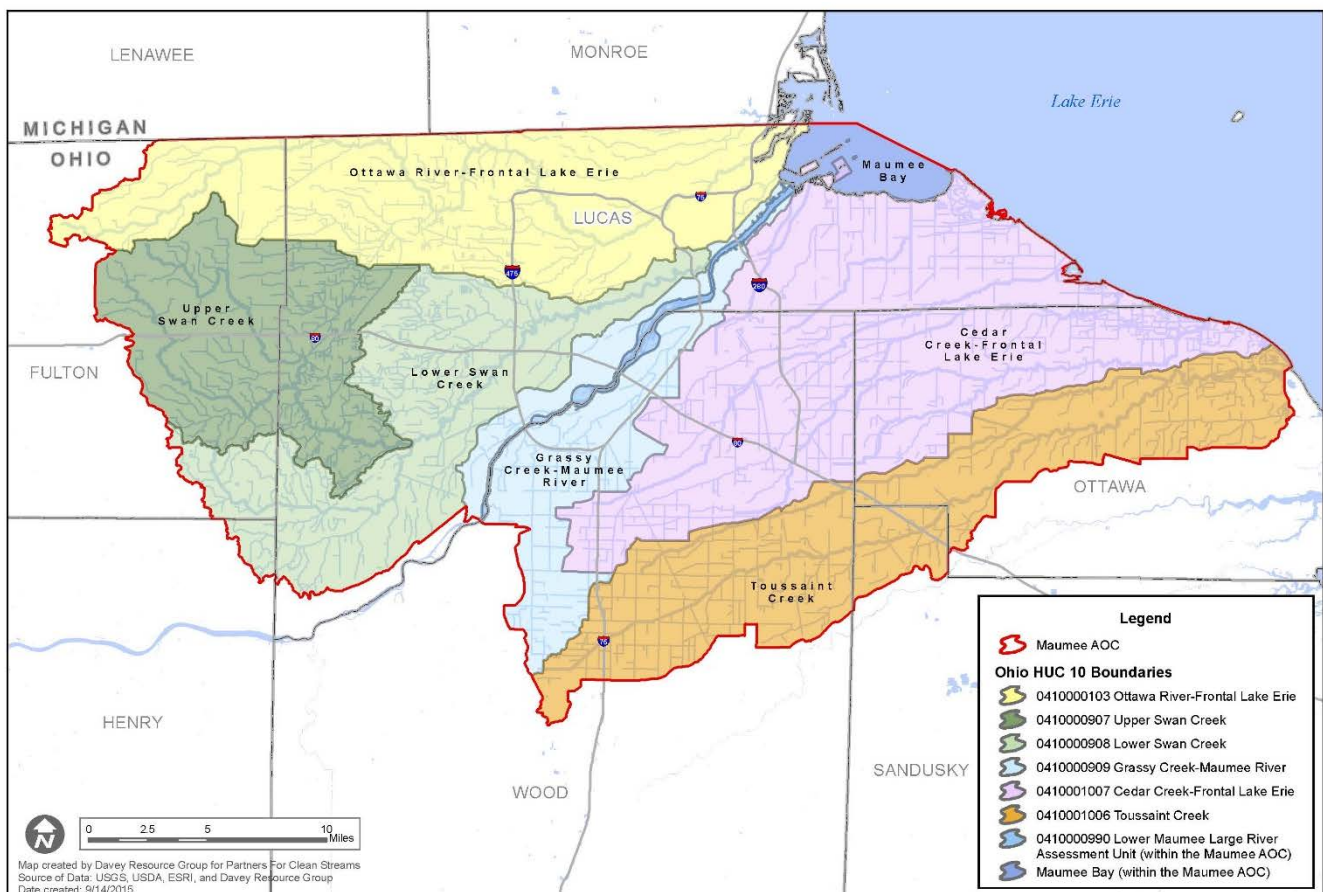 LENAWEE
MONROE
Lake Erie
MICHIGAN
OHIO
Maumee
Bay
Ottawa River-Frontal Lake Erie
75
LUCAS
475
280
Upper
Swan Creek
80
Cedar
Creek-Frontal
Lake Erie
FULTON
Lower Swan
Creek
80
Grassy
Creek-Maumee
River
OTTAWA
Toussaint
Creek
75
HENRY
WOOD
SANDUSKY
Legend
Maumee AOC
Ohio HUC 10 Boundaries
0410000103 Ottawa River-Frontal Lake Erie
0410000907 Upper Swan Creek
0410000908 Lower Swan Creek
0410000909 Grassy Creek-Maumee River
0410001007 Cedar Creek-Frontal Lake Erie
0410001006 Toussaint Creek
0410000990 Lower Maumee Large River
Assessment Unit (within the Maumee AOC)
Maumee Bay (within the Maumee AOC)
N
0 2.5 5 10
Miles
Map created by Davey Resource Group for Partners For Clean Streams
Source of Data: USGS, USDA, ESRI, and Davey Resource Group
Date created: 9/14/2015